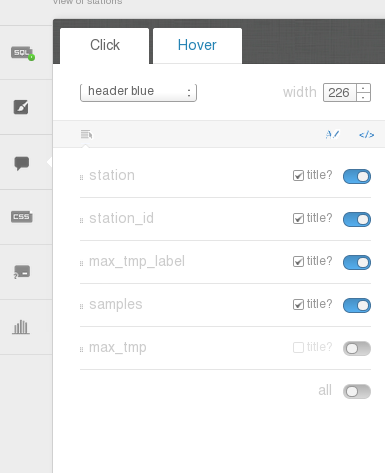 View of stations
Click Hover
header blue width 226
A </>
station title?
station_id title?
max_tmp_label title?
samples title?
max_tmp title?
all
SQL
CSS